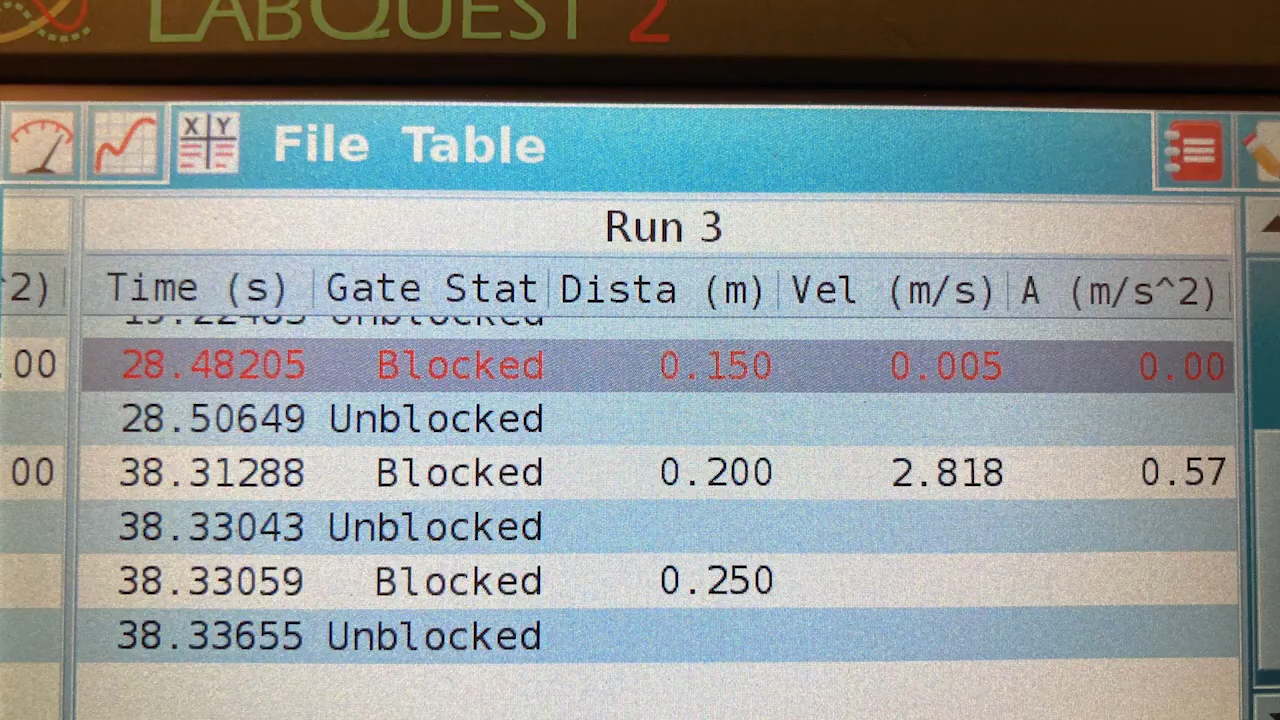 LABQUEST 2
X Y
File Table
Run 3
^2) Time (s) Gate Stat Dista (m) Vel (m/s) A (m/s^2)
.00 28.48205 Blocked 0.150 0.005 0.00
28.50649 Unblocked
00 38.31288 Blocked 0.200 2.818 0.57
38.33043 Unblocked
38.33059 Blocked 0.250
38.33655 Unblocked